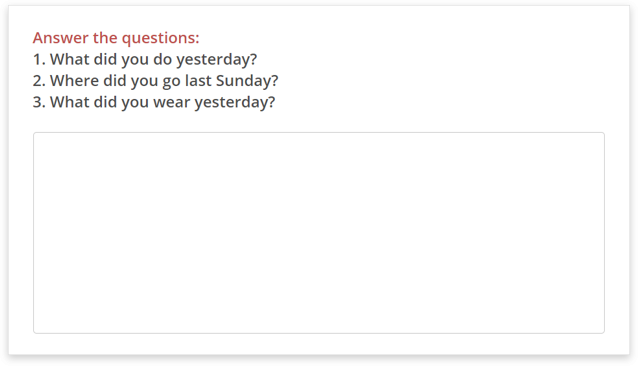 Answer the questions:
1. What did you do yesterday?
2. Where did you go last Sunday?
3. What did you wear yesterday?